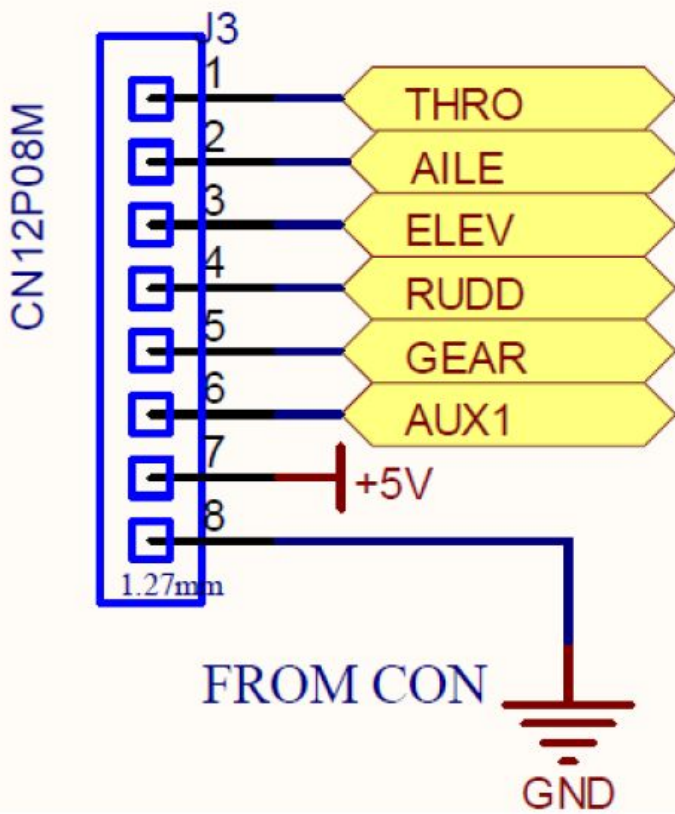 J3
CN12P08M
1
THRO
2
AILE
3
ELEV
4
RUDD
5
GEAR
6
AUX1
7
+5V
8
1.27mm
FROM CON
GND